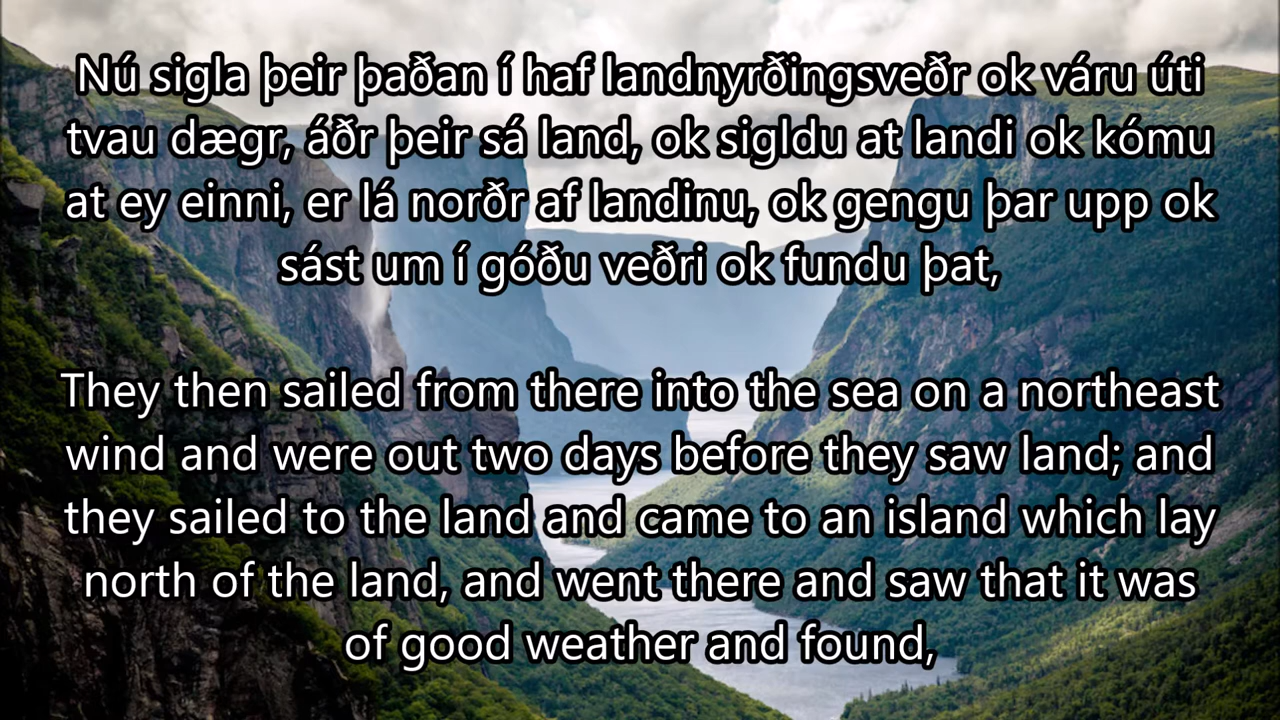 Nú sigla þeir þaðan í haf landnyrðingsveðr ok váru úti
tvau dægr, áðr þeir sá land, ok sigldu at landi ok kómu
at ey einni, er lá norðr af landinu, ok gengu þar upp ok
sást um í góðu veðri ok fundu þat,
They then sailed from there into the sea on a northeast
wind and were out two days before they saw land; and
they sailed to the land and came to an island which lay
north of the land, and went there and saw that it was
of good weather and found,